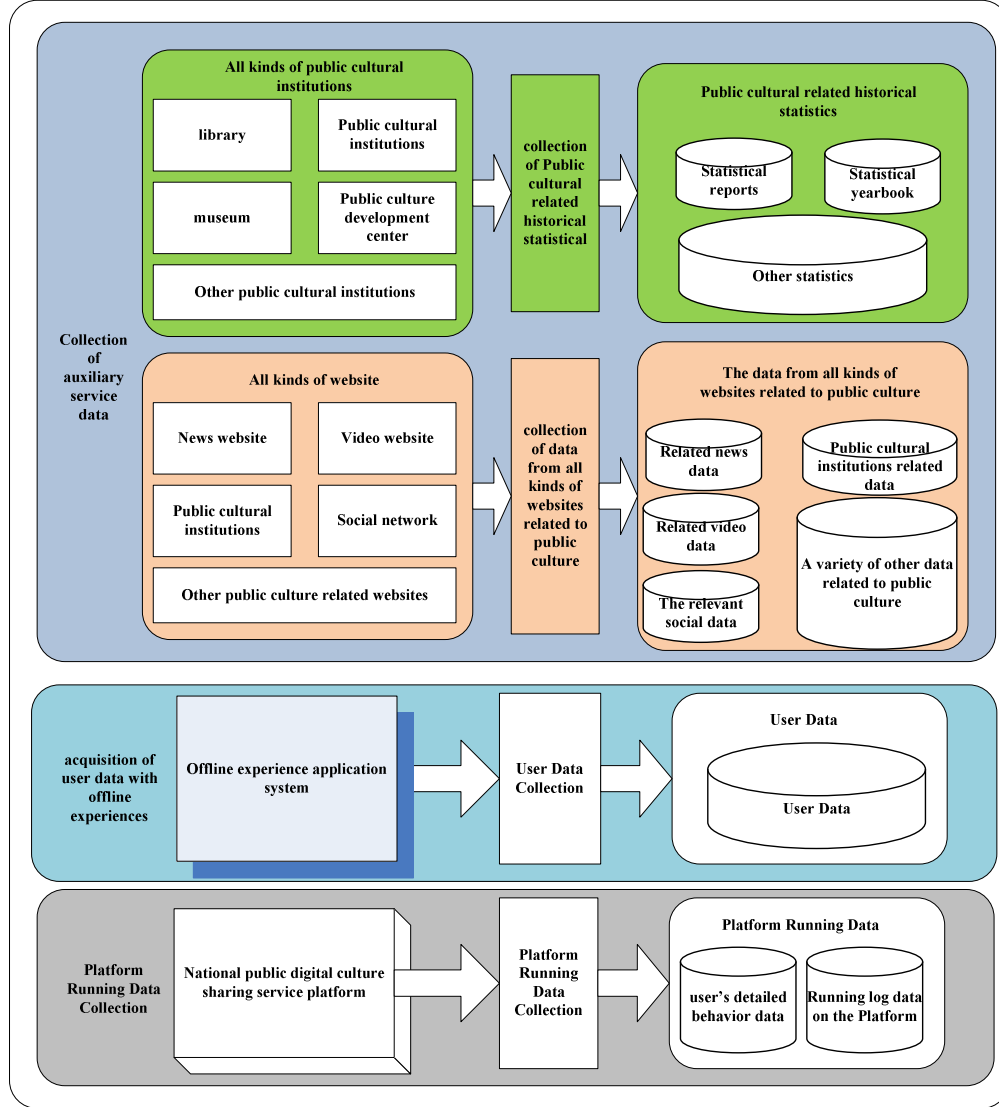 Collection
of
auxiliary
service
data
All kinds of public cultural
institutions
library
Public cultural
institutions
museum
Public culture
development
center
Other public cultural institutions
collection
of Public
cultural
related
historical
statistical
Public cultural related historical
statistics
Statistical
reports
Statistical
yearbook
Other statistics
All kinds of website
News website
Video website
Public cultural
institutions
Social network
Other public culture related websites
collection
of data
from all
kinds of
websites
related to
public
culture
The data from all kinds of
websites related to public culture
Related news
data
Public cultural
institutions related
data
Related video
data
A variety of other data
related to public
culture
The relevant
social data
acquisition of
user data with
offline
experiences
Offline experience application
system
User Data
Collection
User Data
User Data
Platform
Running Data
Collection
National public digital culture
sharing service platform
Platform
Running
Data
Collection
Platform Running Data
user's detailed
behavior data
Running log data
on the Platform